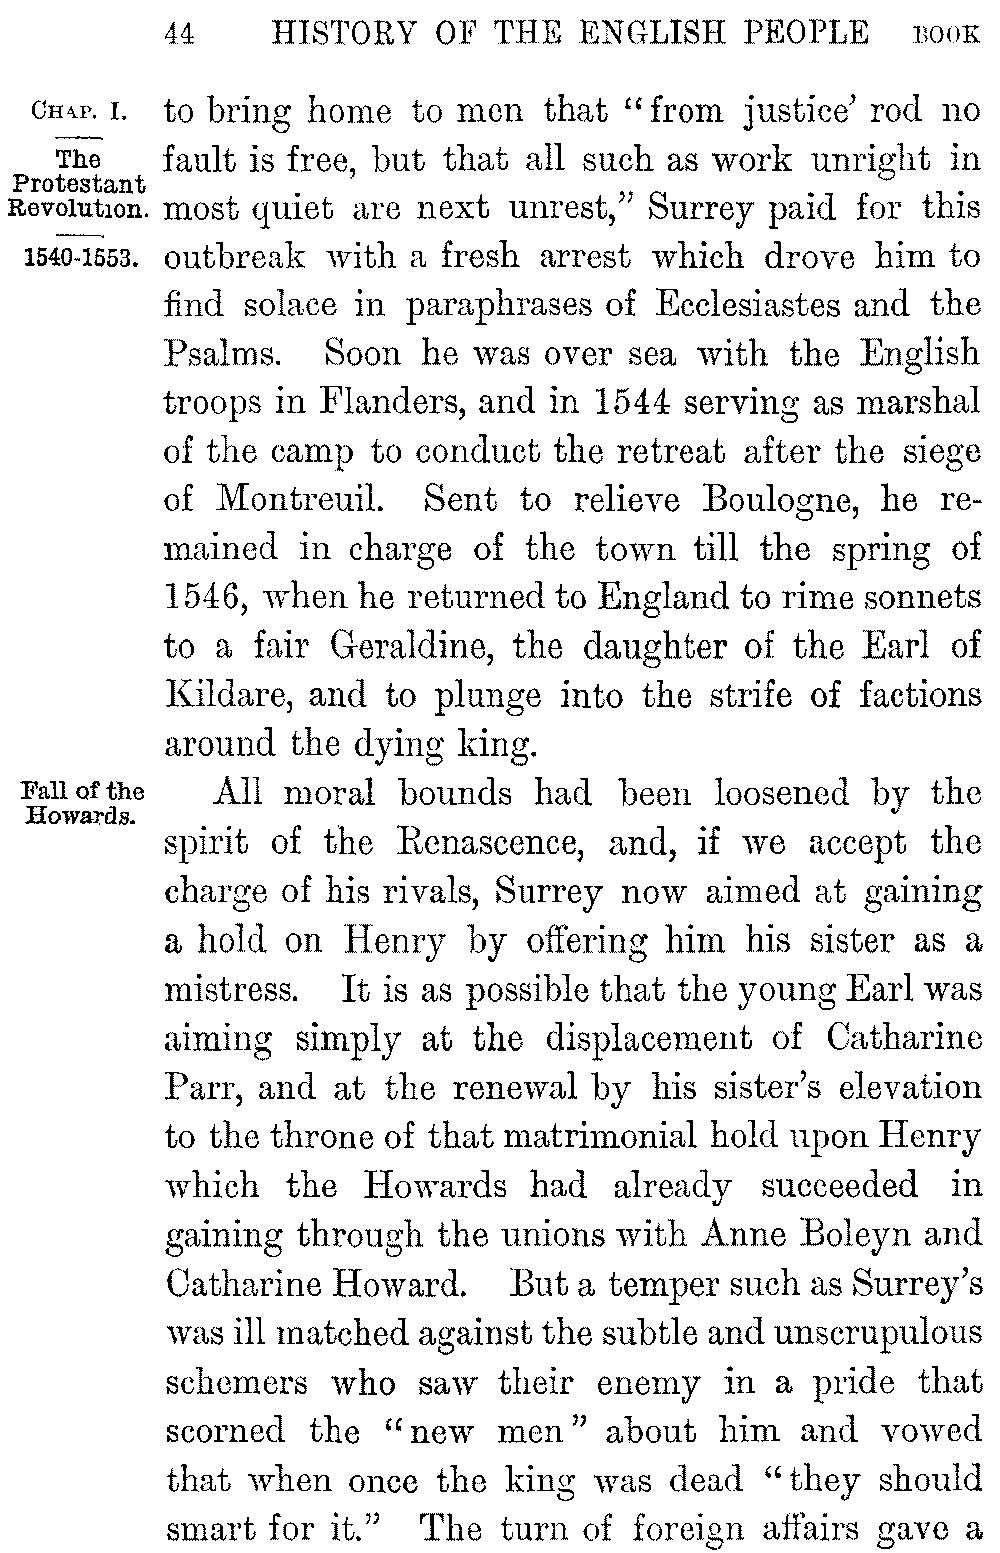 44 HISTORY OF THE ENGLISH PEOPLE BOOK
CHAP. I.
The
Protestant
Revolution.
1540-1553.
to bring home to men that “from justice’ rod no
fault is free, but that all such as work unright in
most quiet are next unrest,” Surrey paid for this
outbreak with a fresh arrest which drove him to
find solace in paraphrases of Ecclesiastes and the
Psalms. Soon he was over sea with the English
troops in Flanders, and in 1544 serving as marshal
of the camp to conduct the retreat after the siege
of Montreuil. Sent to relieve Boulogne, he re-
mained in charge of the town till the spring of
1546, when he returned to England to rime sonnets
to a fair Geraldine, the daughter of the Earl of
Kildare, and to plunge into the strife of factions
around the dying king.
Fall of the
Howards.
All moral bounds had been loosened by the
spirit of the Renascence, and, if we accept the
charge of his rivals, Surrey now aimed at gaining
a hold on Henry by offering him his sister as a
mistress. It is as possible that the young Earl was
aiming simply at the displacement of Catharine
Parr, and at the renewal by his sister’s elevation
to the throne of that matrimonial hold upon Henry
which the Howards had already succeeded in
gaining through the unions with Anne Boleyn and
Catharine Howard. But a temper such as Surrey’s
was ill matched against the subtle and unscrupulous
schemers who saw their enemy in a pride that
scorned the “new men” about him and vowed
that when once the king was dead “they should
smart for it.” The turn of foreign affairs gave a